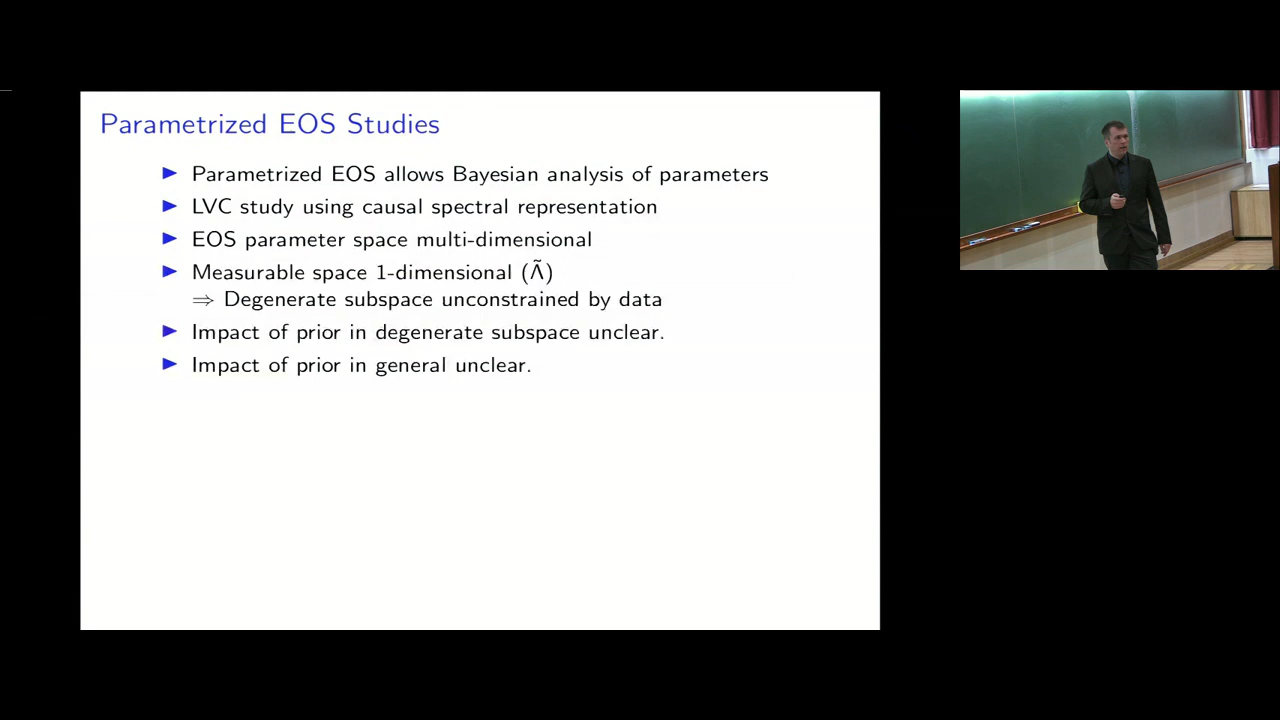 Parametrized EOS Studies
▶ Parametrized EOS allows Bayesian analysis of parameters
▶ LVC study using causal spectral representation
▶ EOS parameter space multi-dimensional
▶ Measurable space 1-dimensional (Λ̃)
⇒ Degenerate subspace unconstrained by data
▶ Impact of prior in degenerate subspace unclear.
▶ Impact of prior in general unclear.